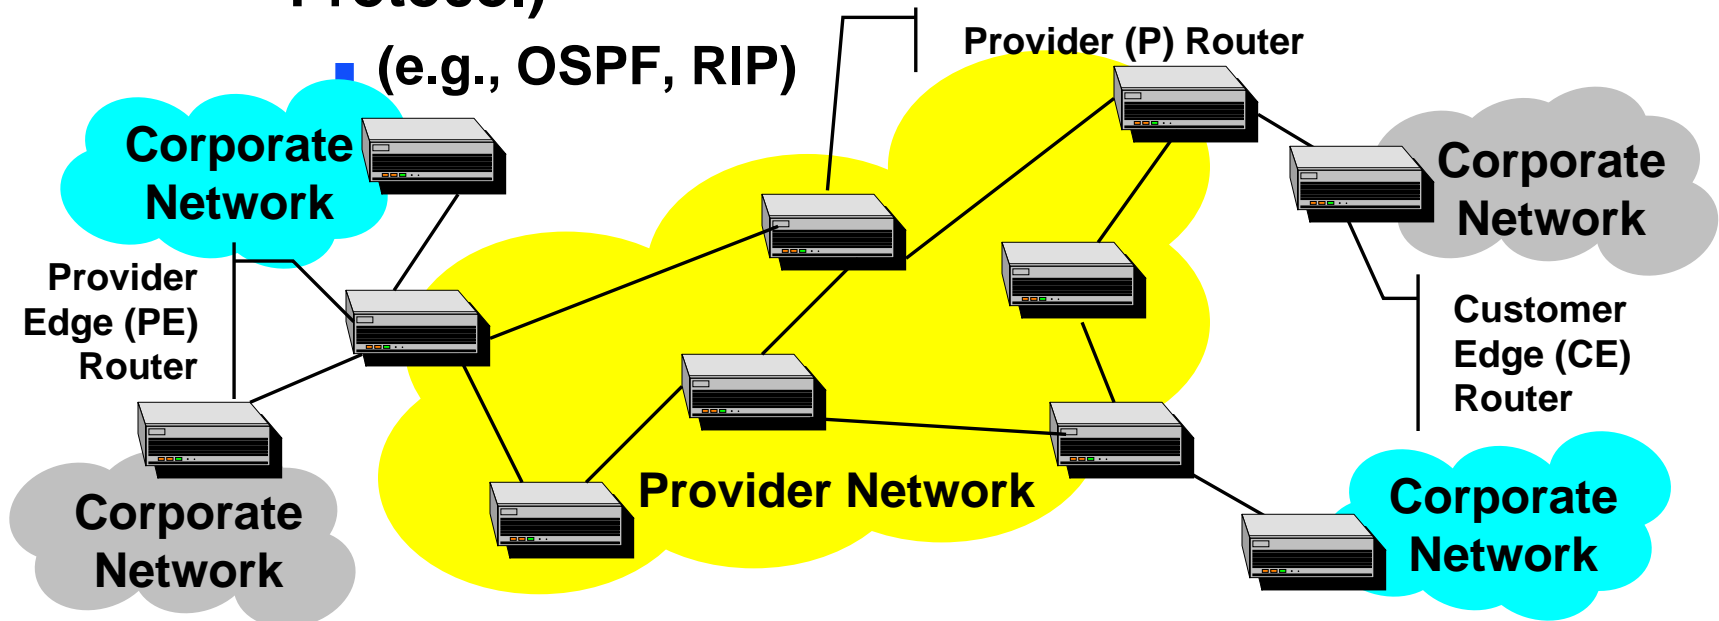 Protocol)
(e.g., OSPF, RIP)
Provider (P) Router
Corporate
Network
Corporate
Network
Provider
Edge (PE)
Router
Customer
Edge (CE)
Router
Provider Network
Corporate
Network
Corporate
Network